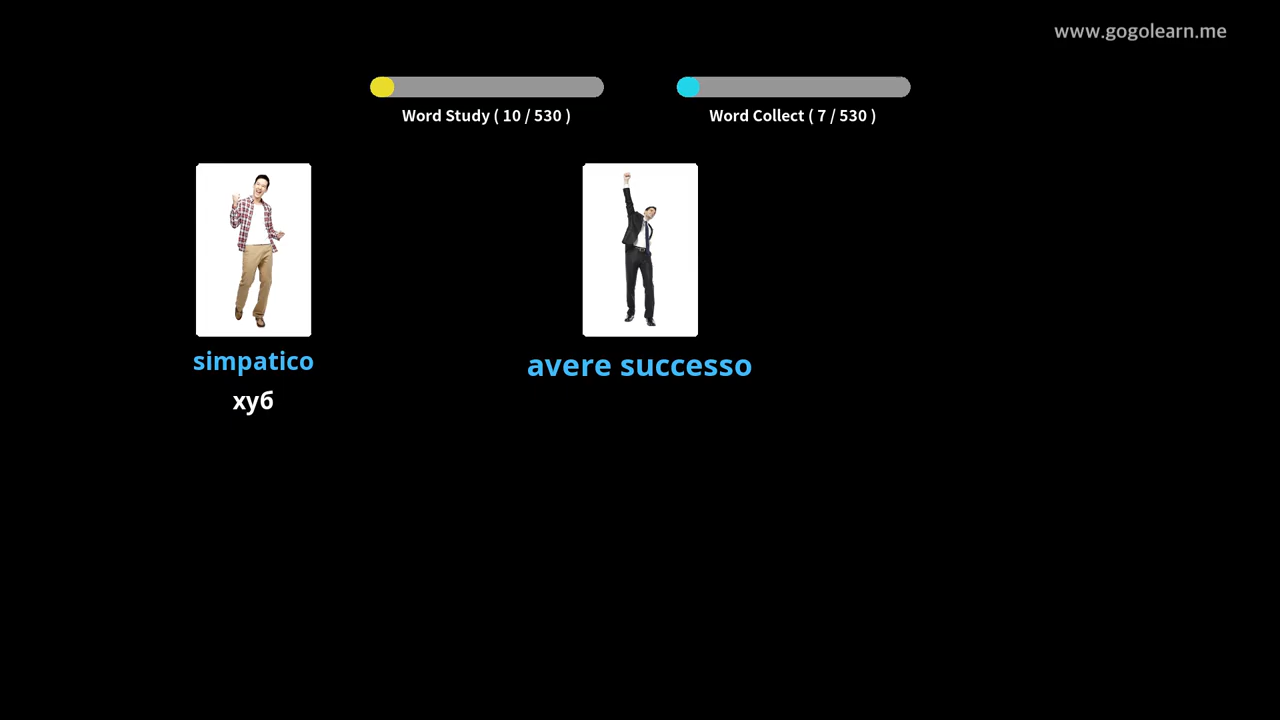 www.gogolearn.me
Word Study ( 10 / 530 )
Word Collect ( 7 / 530 )
simpatico
хуб
avere successo